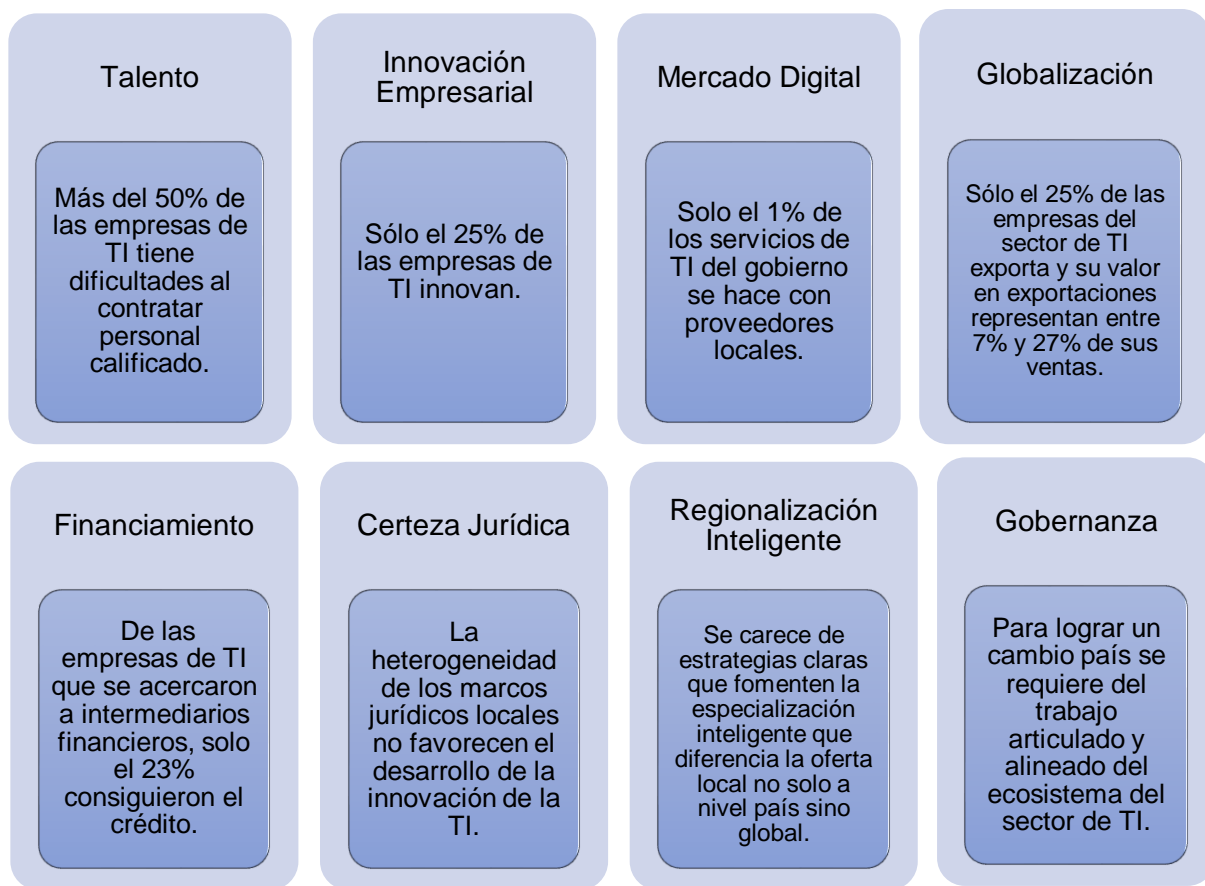 Talento
Más del 50% de
las empresas de
TI tiene
dificultades al
contratar
personal
calificado.
Innovación
Empresarial
Sólo el 25% de
las empresas de
TI innovan.
Mercado Digital
Solo el 1% de
los servicios de
TI del gobierno
se hace con
proveedores
locales.
Globalización
Sólo el 25% de las
empresas del
sector de TI
exporta y su valor
en exportaciones
representan entre
7% y 27% de sus
ventas.
Financiamiento
De las
empresas de TI
que se acercaron
a intermediarios
financieros, solo
el 23%
consiguieron el
crédito.
Certeza Jurídica
La
heterogeneidad
de los marcos
jurídicos locales
no favorecen el
desarrollo de la
innovación de la
TI.
Regionalización
Inteligente
Se carece de
estrategias claras
que fomenten la
especialización
inteligente que
diferencia la oferta
local no solo a
nivel país sino
global.
Gobernanza
Para lograr un
cambio país se
requiere del
trabajo
articulado y
alineado del
ecosistema del
sector de TI.